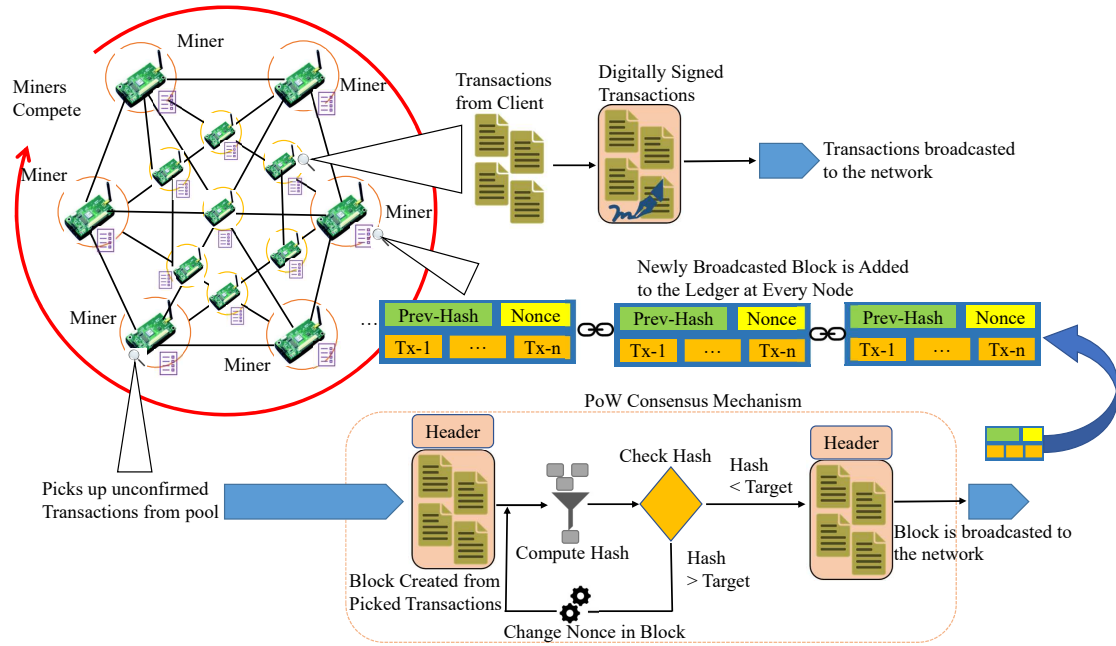 Miner
Miners
Compete
Miner
Miner
Miner
Miner
Miner
Transactions
from Client
Digitally Signed
Transactions
Transactions broadcasted
to the network
Newly Broadcasted Block is Added
to the Ledger at Every Node
...
Prev-Hash Nonce
Tx-1 ... Tx-n
Prev-Hash Nonce
Tx-1 ... Tx-n
Prev-Hash Nonce
Tx-1 ... Tx-n
PoW Consensus Mechanism
Picks up unconfirmed
Transactions from pool
Header
Block Created from
Picked Transactions
Compute Hash
Check Hash
Hash
< Target
Hash
> Target
Change Nonce in Block
Header
Block is broadcasted to
the network